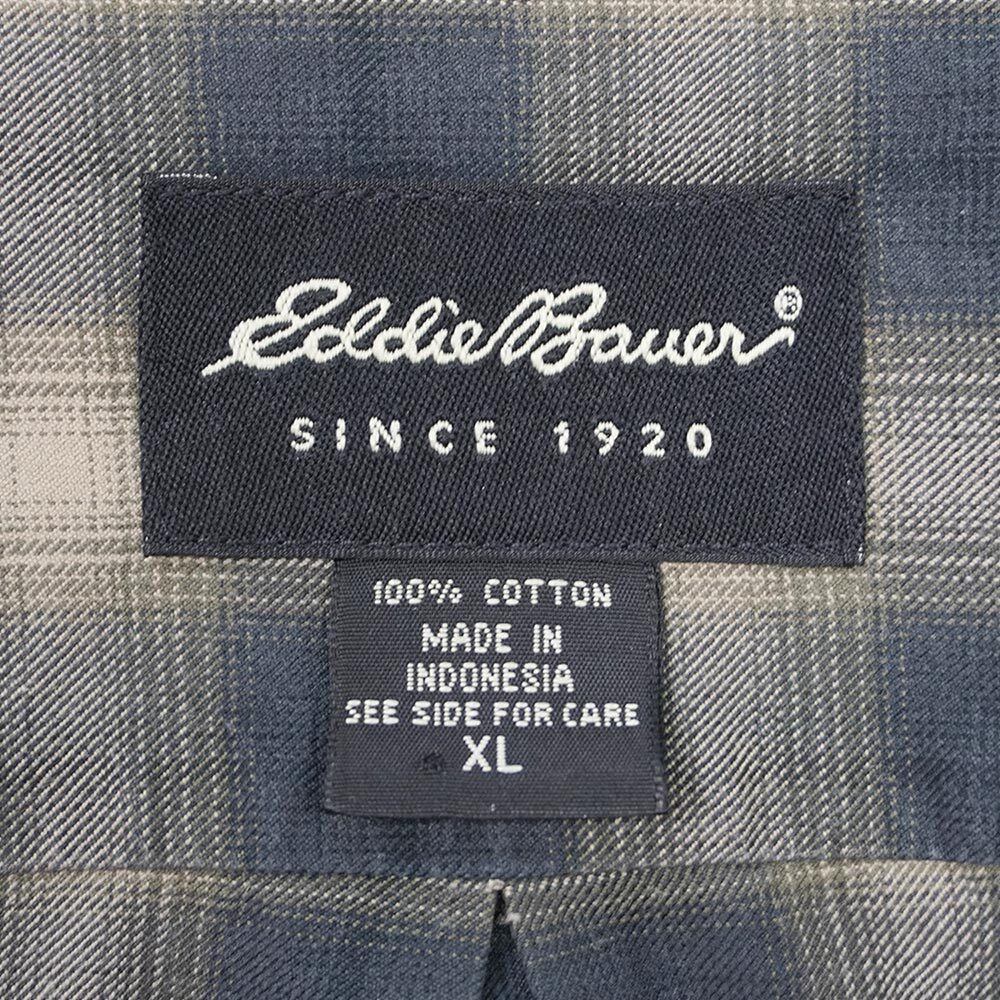 Eddie Bauer®
SINCE 1920
100% COTTON
MADE IN
INDONESIA
SEE SIDE FOR CARE
XL